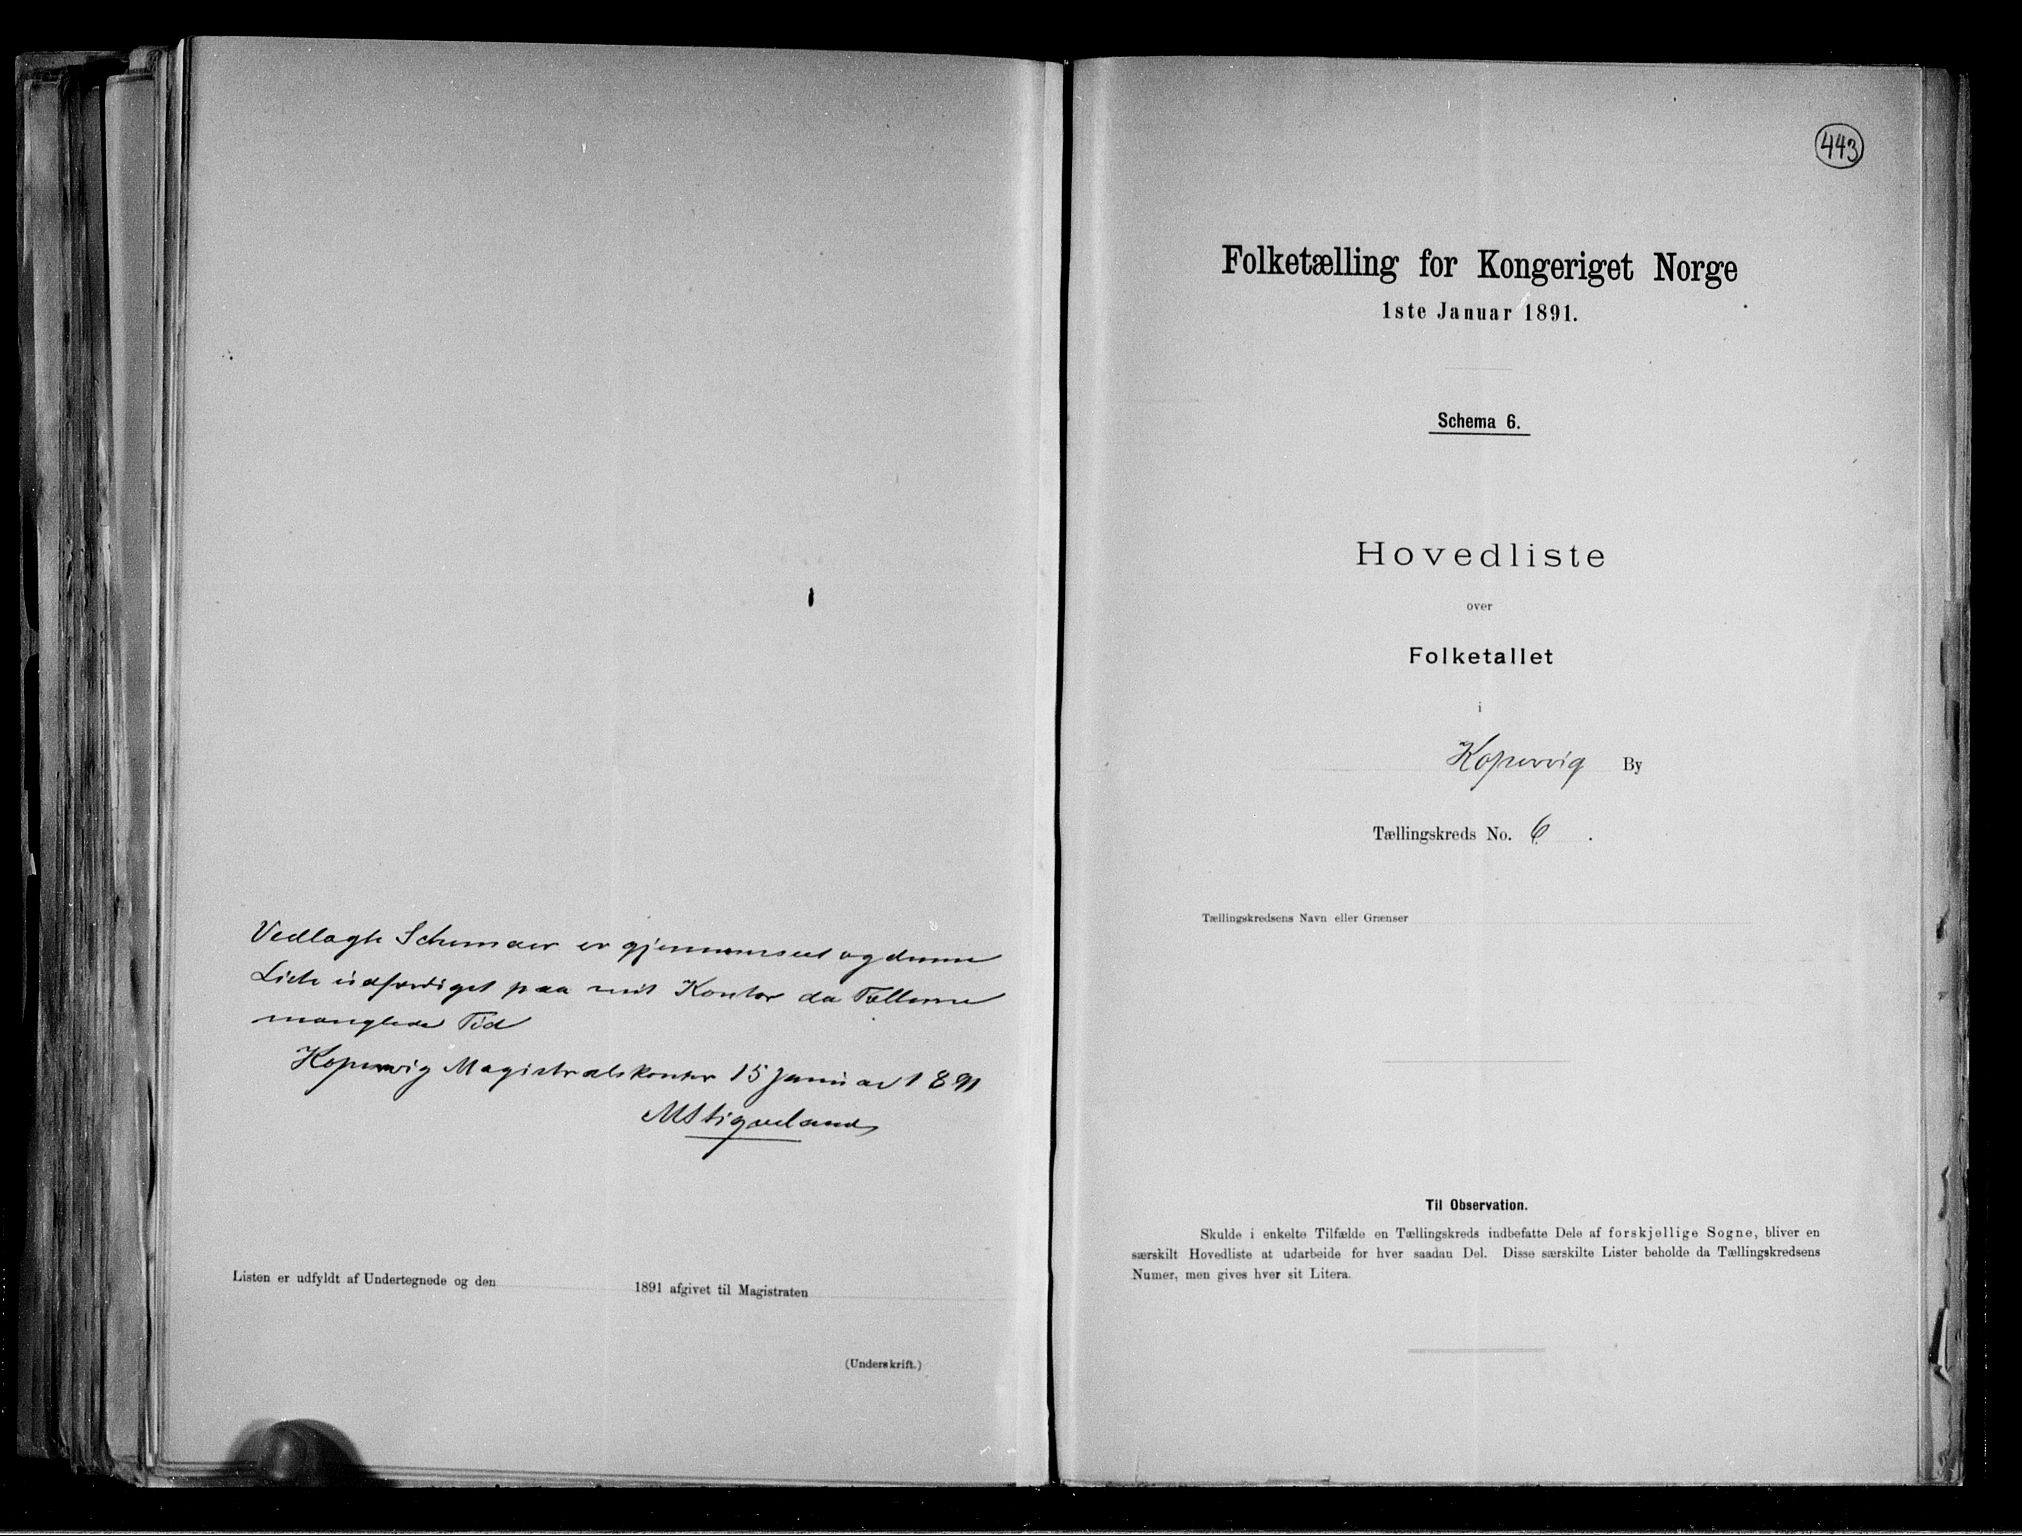 Vedlagte Schemaer er gjennemseet og denne
Liste udfærdiget paa mit Kontor da Tællerne
manglede Tid
Kopervig Magistratskontor 15 Januar 1891
MStigveland
Listen er udfyldt af Undertegnede og den 1891 afgivet til Magistraten
(Underskrift.)
443
Folketælling for Kongeriget Norge
1ste Januar 1891.
Schema 6.
Hovedliste
over
Folketallet
i
Kopervig By
Tællingskreds No. 6.
Tællingskredsens Navn eller Grænser
Til Observation.
Skulde i enkelte Tilfælde en Tællingskreds indbefatte Dele af forskjellige Sogne, bliver en
særskilt Hovedliste at udarbeide for hver saadan Del. Disse særskilte Lister beholde da Tællingskredsens
Numer, men gives hver sit Litera.